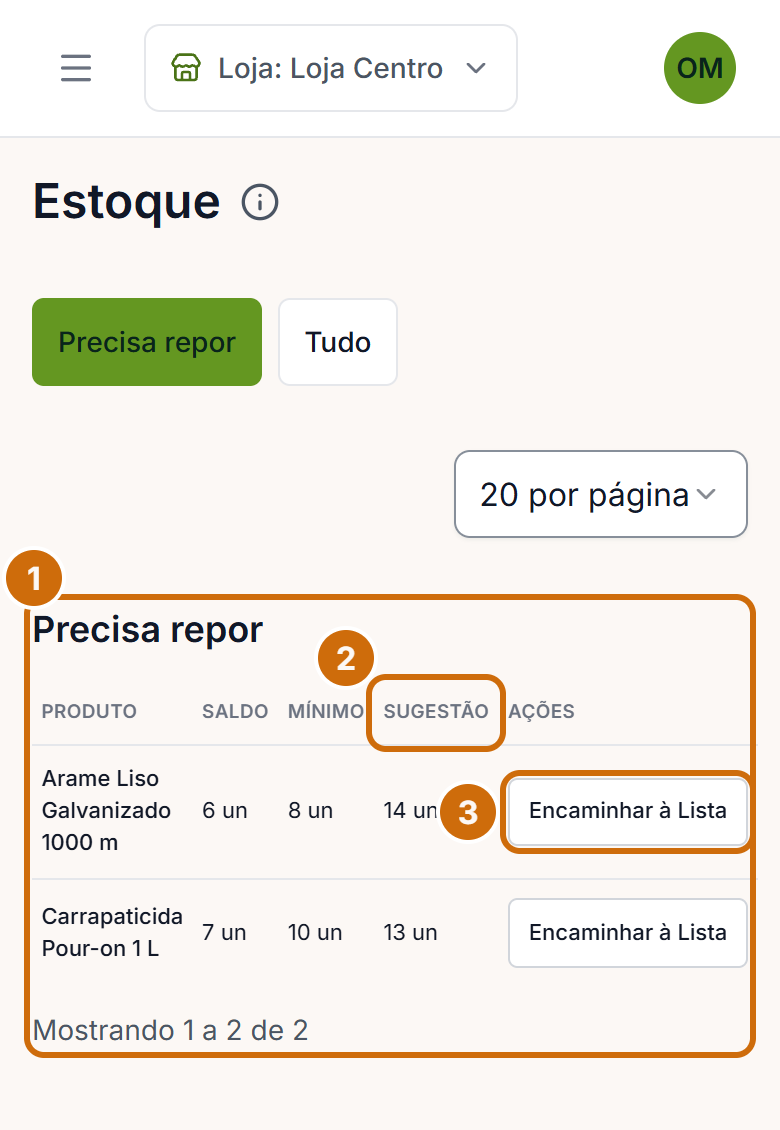 Loja: Loja Centro
OM
Estoque
Precisa repor
Tudo
20 por página
1
Precisa repor
2
PRODUTO SALDO MÍNIMO SUGESTÃO AÇÕES
Arame Liso
Galvanizado
1000 m
6 un 8 un 14 un 3 Encaminhar à Lista
Carrapaticida
Pour-on 1 L
7 un 10 un 13 un Encaminhar à Lista
Mostrando 1 a 2 de 2